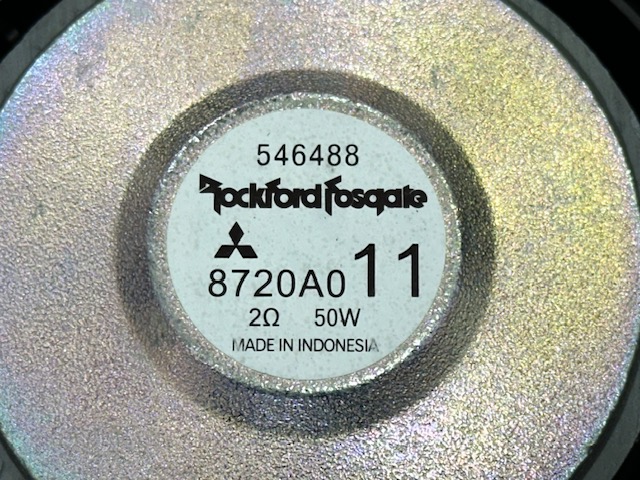 546488
Rockford Fosgate
8720A011
2Ω 50W
MADE IN INDONESIA